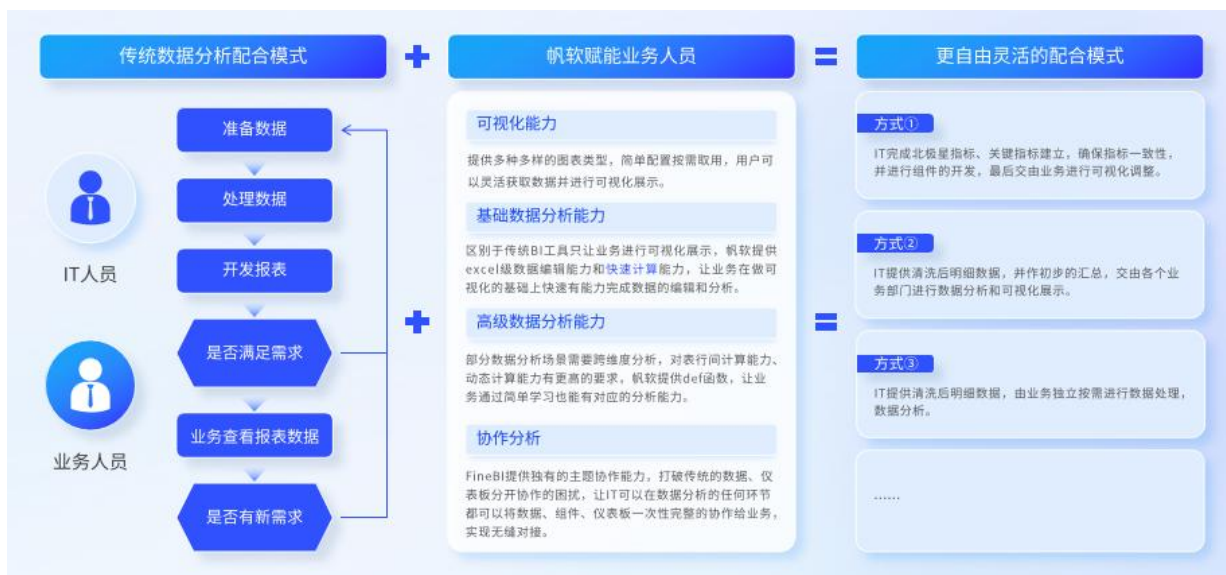 传统数据分析配合模式
+
帆软赋能业务人员
=
更自由灵活的配合模式
IT人员
业务人员
准备数据
处理数据
开发报表
是否满足需求
业务查看报表数据
是否有新需求
+
可视化能力
提供多种多样的图表类型，简单配置按需取用，用户可
以灵活获取数据并进行可视化展示。
基础数据分析能力
区别于传统BI工具只让业务进行可视化展示，帆软提供
excel级数据编辑能力和快速计算能力，让业务在做可
视化的基础上快速有能力完成数据的编辑和分析。
高级数据分析能力
部分数据分析场景需要跨维度分析，对表行间计算能力、
动态计算能力有更高的要求，帆软提供def函数，让业
务通过简单学习也能有对应的分析能力。
协作分析
FineBI提供独有的主题协作能力，打破传统的数据、仪
表板分开协作的困扰，让IT可以在数据分析的任何环节
都可以将数据、组件、仪表板一次性完整的协作给业务，
实现无缝对接。
=
方式①
IT完成北极星指标、关键指标建立，确保指标一致性，
并进行组件的开发，最后交由业务进行可视化调整。
方式②
IT提供清洗后明细数据，并作初步的汇总，交由各个业
务部门进行数据分析和可视化展示。
方式③
IT提供清洗后明细数据，由业务独立按需进行数据处理，
数据分析。
......